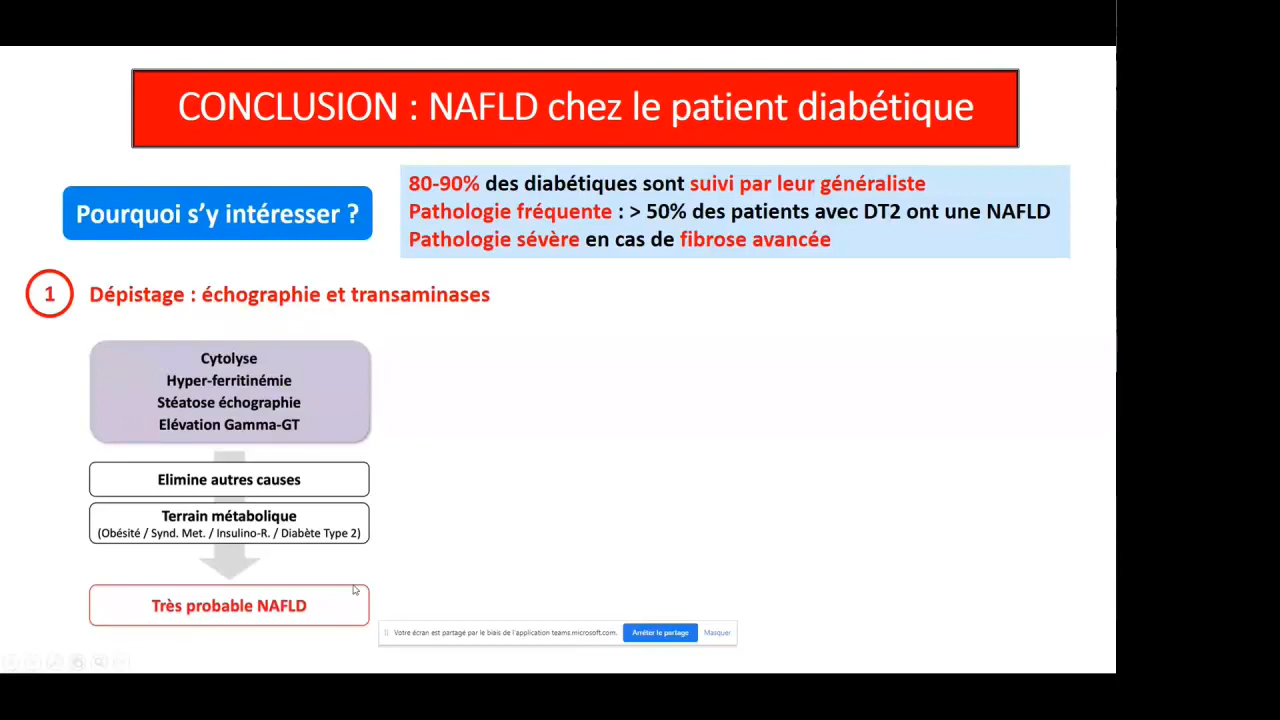 CONCLUSION : NAFLD chez le patient diabétique
Pourquoi s'y intéresser ?
80-90% des diabétiques sont suivi par leur généraliste
Pathologie fréquente : > 50% des patients avec DT2 ont une NAFLD
Pathologie sévère en cas de fibrose avancée
1 Dépistage : échographie et transaminases
Cytolyse
Hyper-ferritinémie
Stéatose échographie
Elévation Gamma-GT
Elimine autres causes
Terrain métabolique
(Obésité / Synd. Met. / Insulino-R. / Diabète Type 2)
Très probable NAFLD
Votre écran est partagé par le biais de l'application teams.microsoft.com. Arrêter le partage Masquer